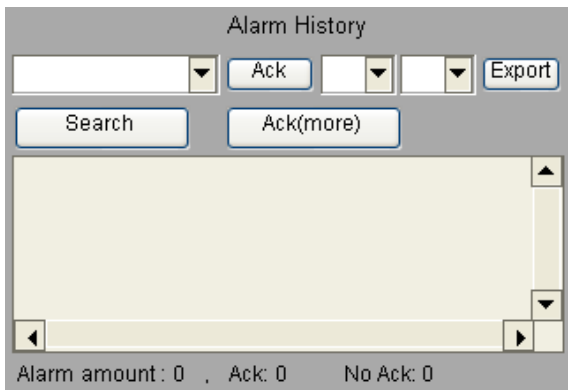 Alarm History
Ack Export
Search Ack(more)
Alarm amount : 0 , Ack: 0 No Ack: 0